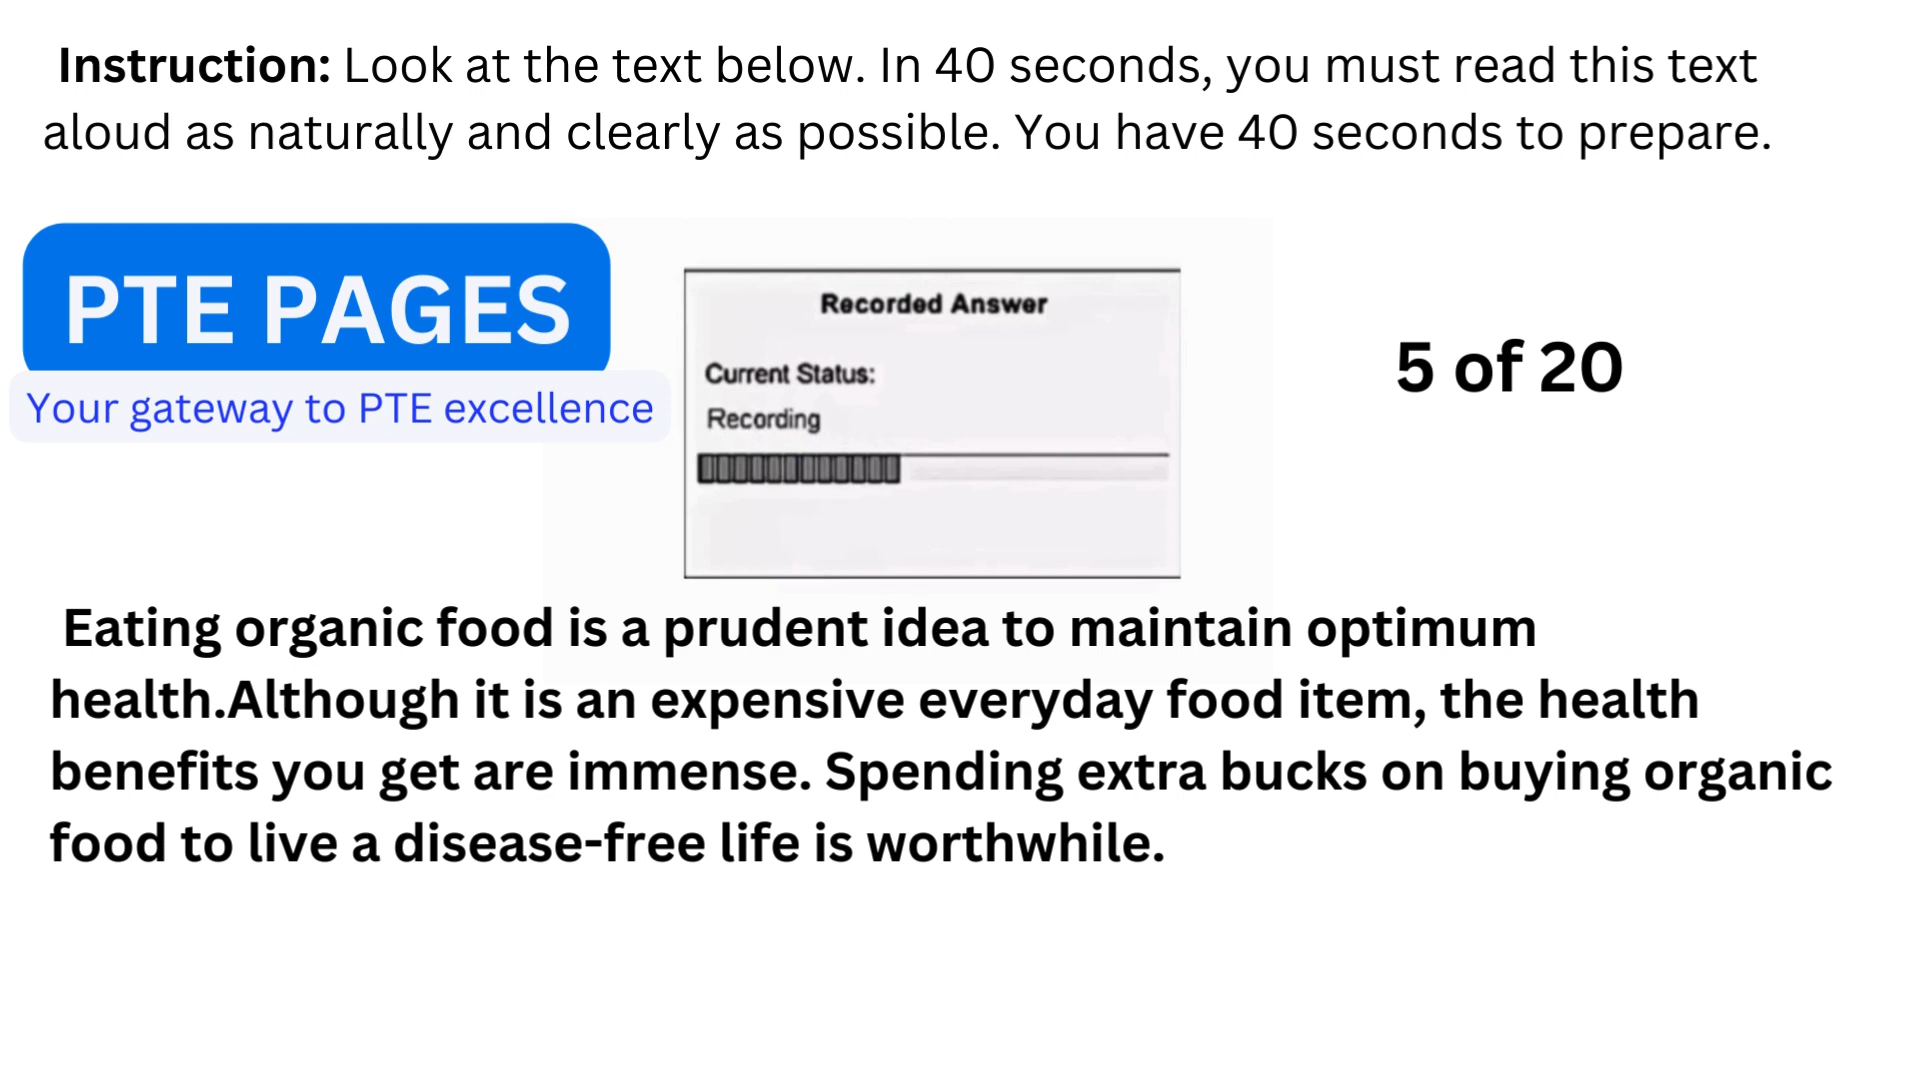 Instruction: Look at the text below. In 40 seconds, you must read this text
aloud as naturally and clearly as possible. You have 40 seconds to prepare.
PTE PAGES
Your gateway to PTE excellence
Recorded Answer
Current Status:
Recording
5 of 20
Eating organic food is a prudent idea to maintain optimum
health.Although it is an expensive everyday food item, the health
benefits you get are immense. Spending extra bucks on buying organic
food to live a disease-free life is worthwhile.